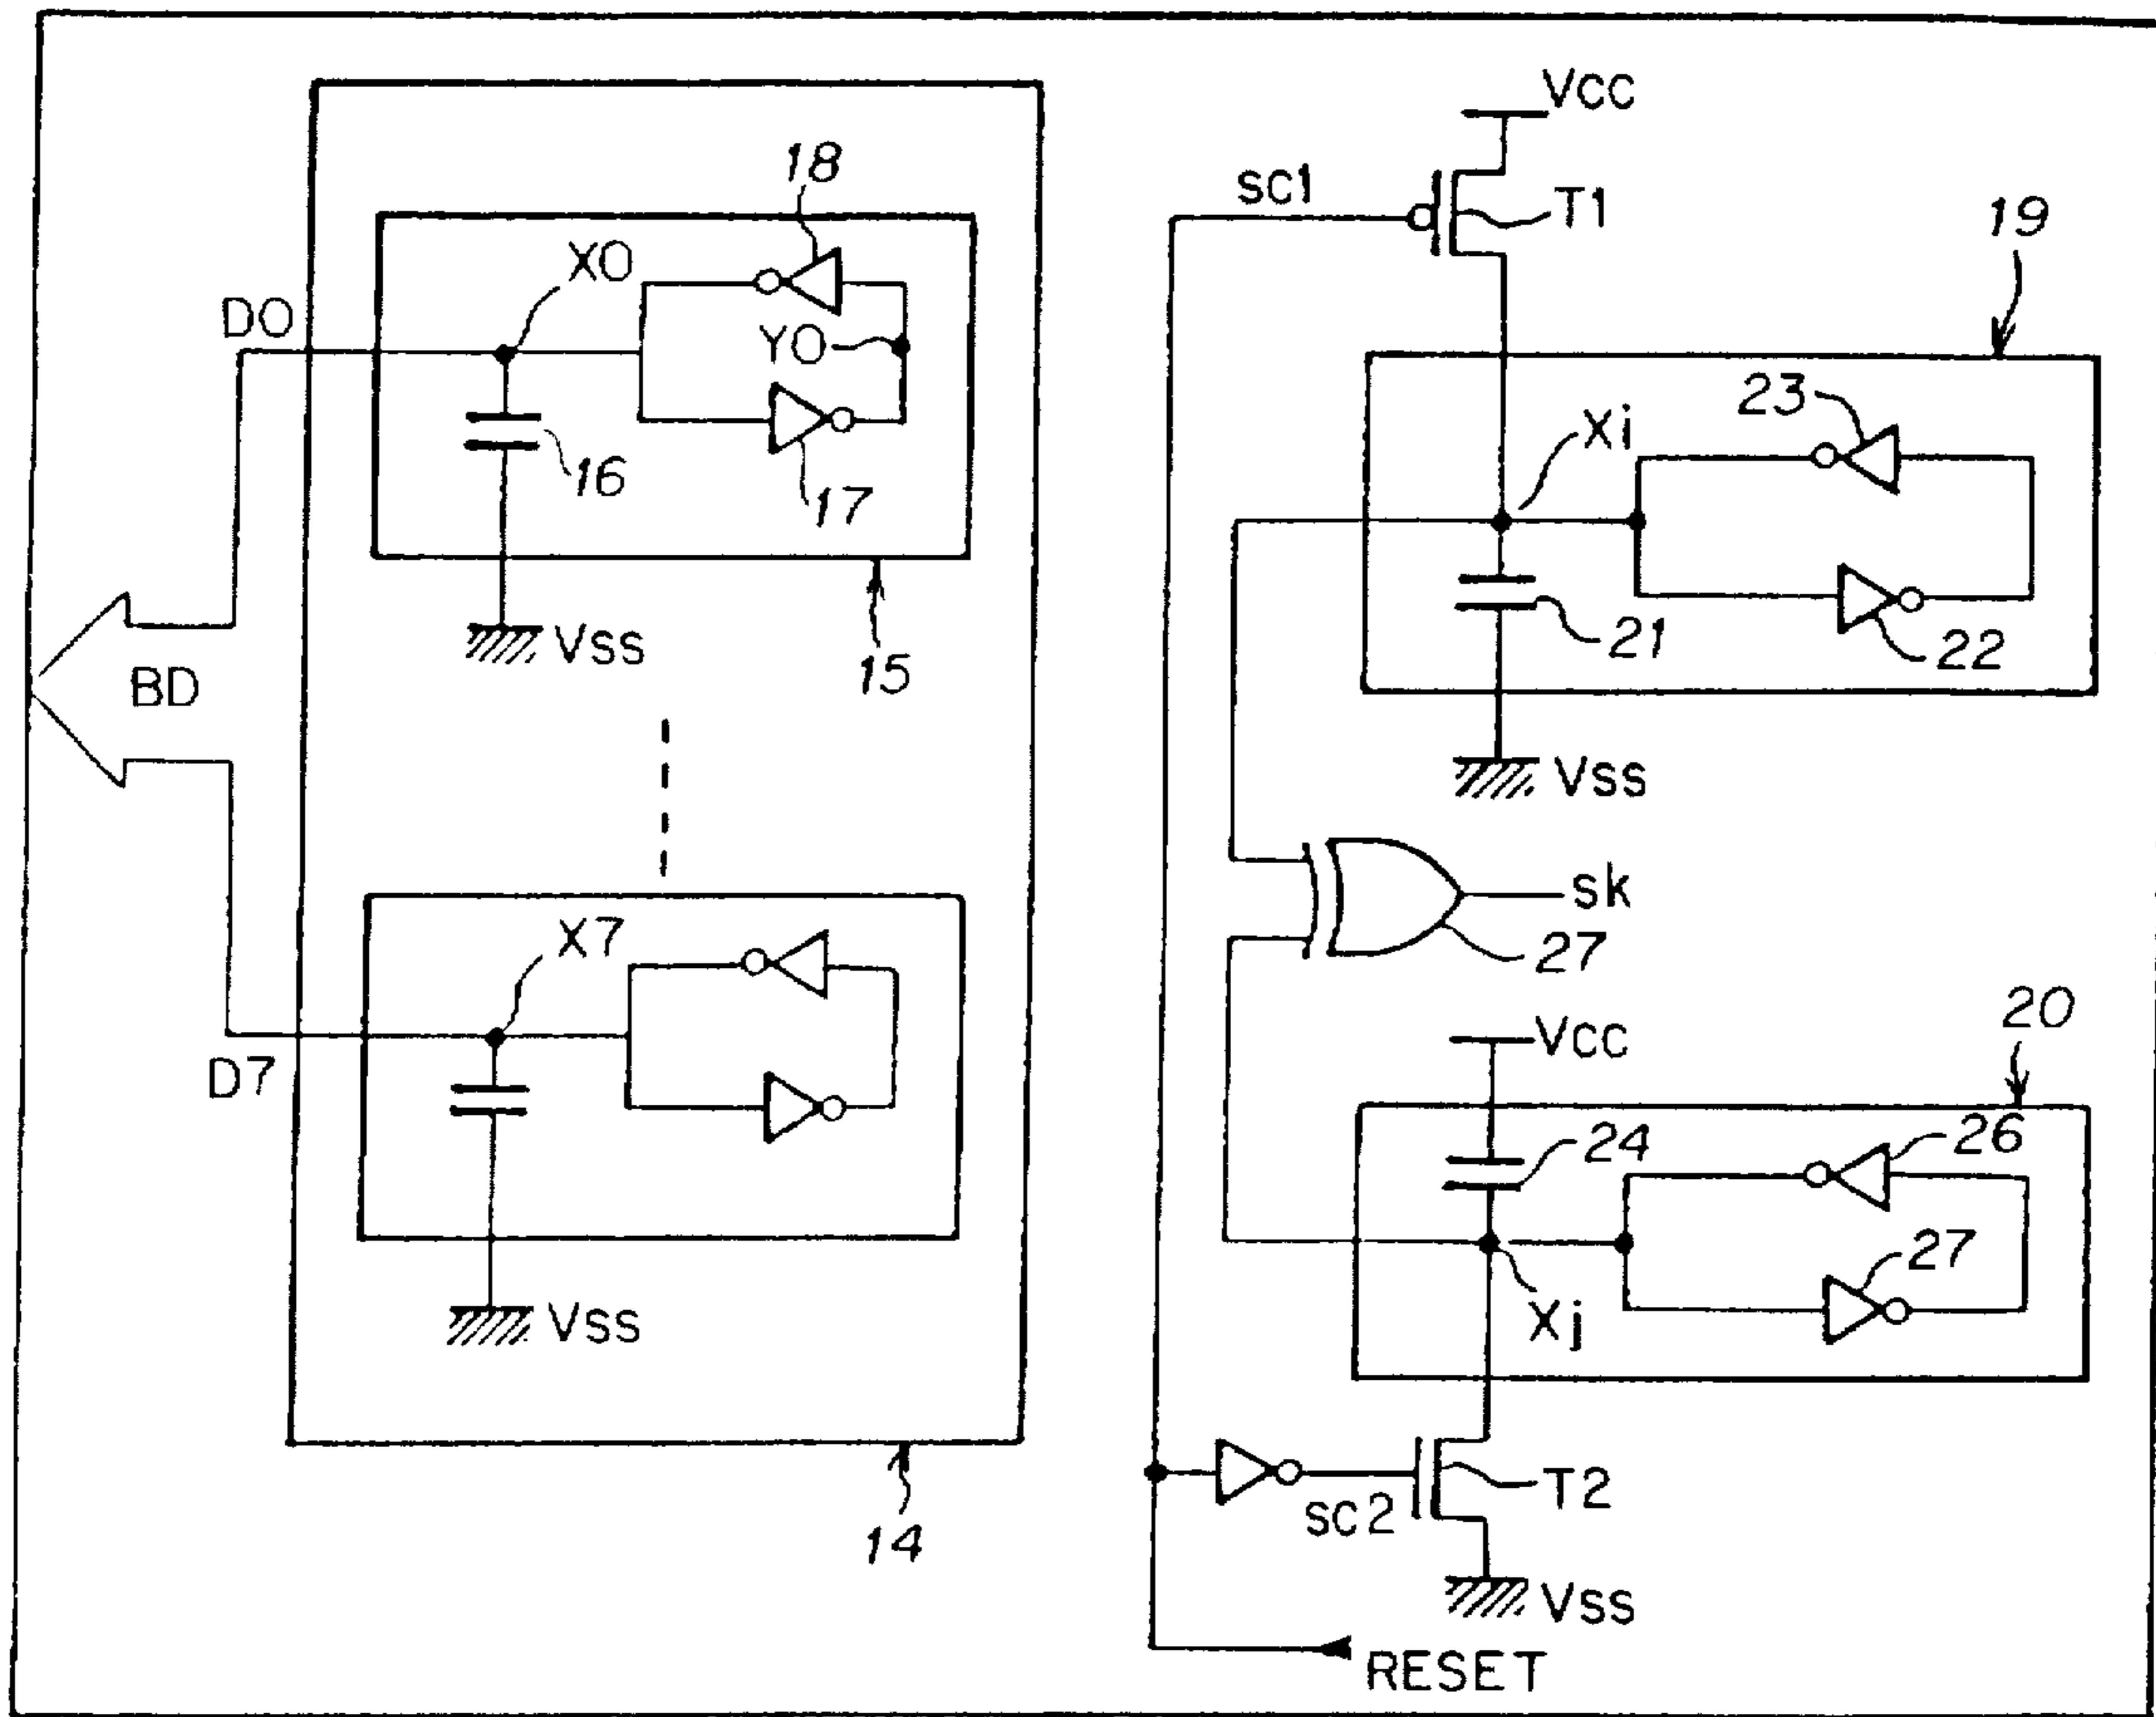 VCC
18
SC1
T1
19
X0
D0
Y0
23
Xi
16
17
21
22
VSS
15
BD
VSS
sk
27
X7
20
VCC
D7
24
26
27
Xj
VSS
T2
SC2
14
VSS
RESET